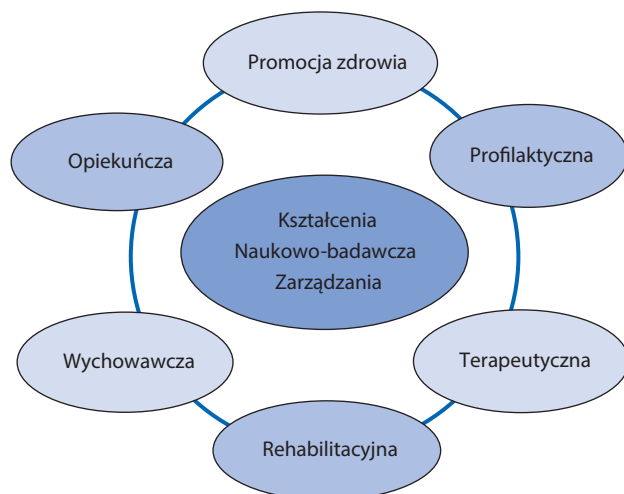 Promocja zdrowia
Opiekuńcza
Profilaktyczna
Kształcenia
Naukowo-badawcza
Zarządzania
Wychowawcza
Terapeutyczna
Rehabilitacyjna